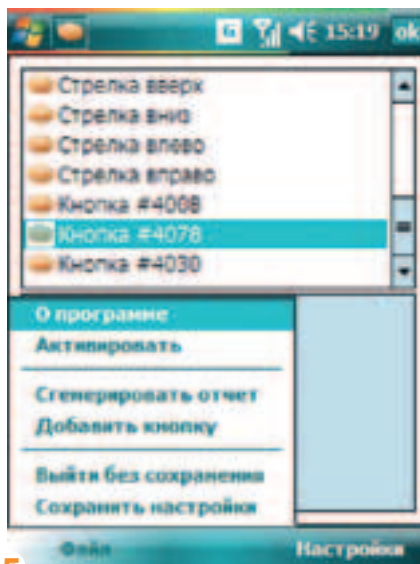 G 15:19 ok
Стрелка вверх
Стрелка вниз
Стрелка влево
Стрелка вправо
Кнопка #4008
Кнопка #4078
Кнопка #4030
О программе
Активировать
Сгенерировать отчет
Добавить кнопку
Выйти без сохранения
Сохранить настройки
Файл Настройки